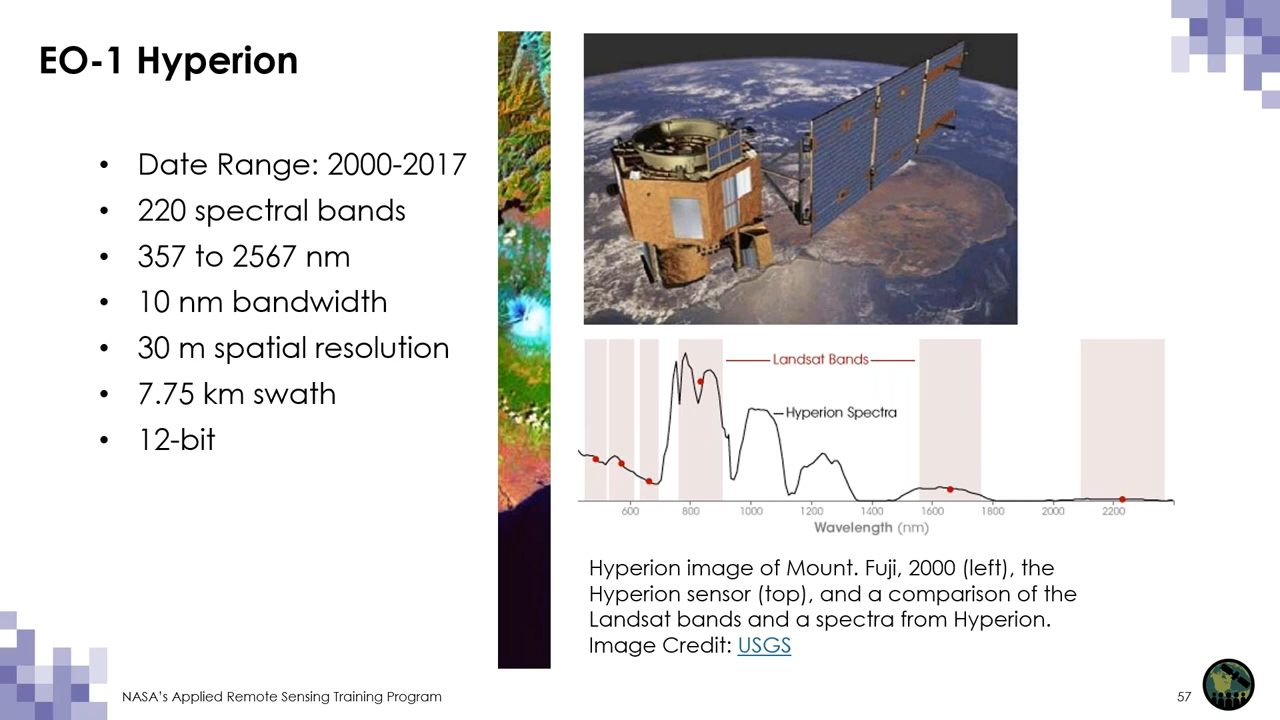 EO-1 Hyperion
• Date Range: 2000-2017
• 220 spectral bands
• 357 to 2567 nm
• 10 nm bandwidth
• 30 m spatial resolution
• 7.75 km swath
• 12-bit
Landsat Bands
Hyperion Spectra
600 800 1000 1200 1400 1600 1800 2000 2200
Wavelength (nm)
Hyperion image of Mount. Fuji, 2000 (left), the
Hyperion sensor (top), and a comparison of the
Landsat bands and a spectra from Hyperion.
Image Credit: USGS
NASA's Applied Remote Sensing Training Program
57